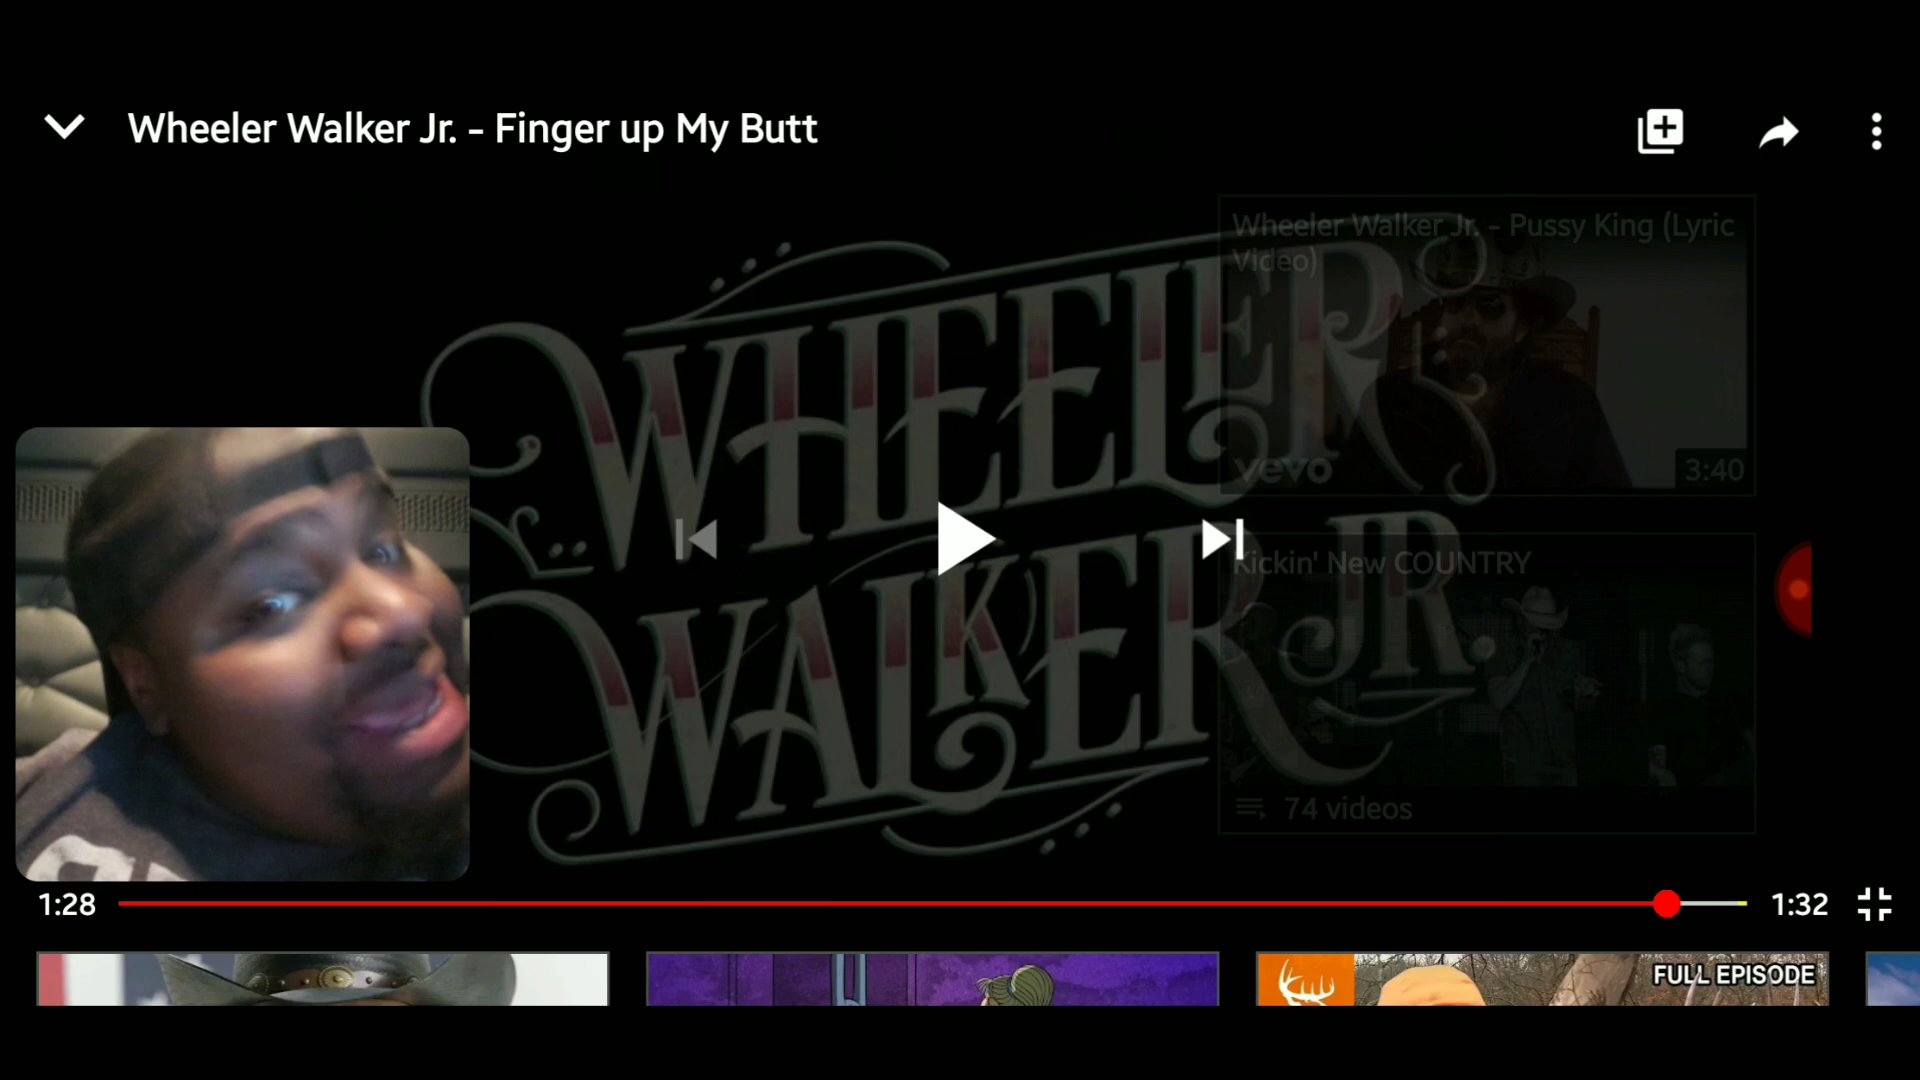 Wheeler Walker Jr. - Finger up My Butt
Wheeler Walker Jr. - Pussy King (Lyric
Video)
WHEELER
WALKER JR.
vevo
3:40
Kickin' New COUNTRY
74 videos
1:28
1:32
FULL EPISODE